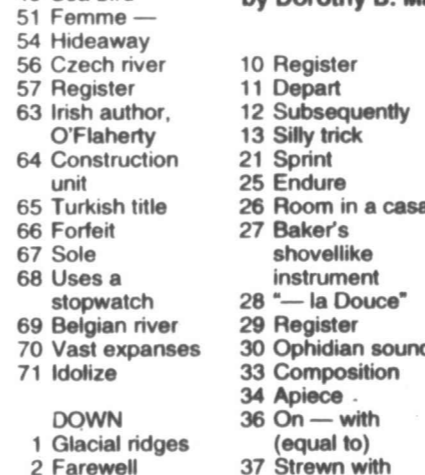 51 Femme —
54 Hideaway
56 Czech river
57 Register
63 Irish author,
O'Flaherty
64 Construction
unit
65 Turkish title
66 Forfeit
67 Sole
68 Uses a
stopwatch
69 Belgian river
70 Vast expanses
71 Idolize
DOWN
1 Glacial ridges
2 Farewell
by Dorothy B.
10 Register
11 Depart
12 Subsequently
13 Silly trick
21 Sprint
25 Endure
26 Room in a casa
27 Baker's
shovellike
instrument
28 "— la Douce"
29 Register
30 Ophidian sound
33 Composition
34 Apiece
36 On — with
(equal to)
37 Strewn with